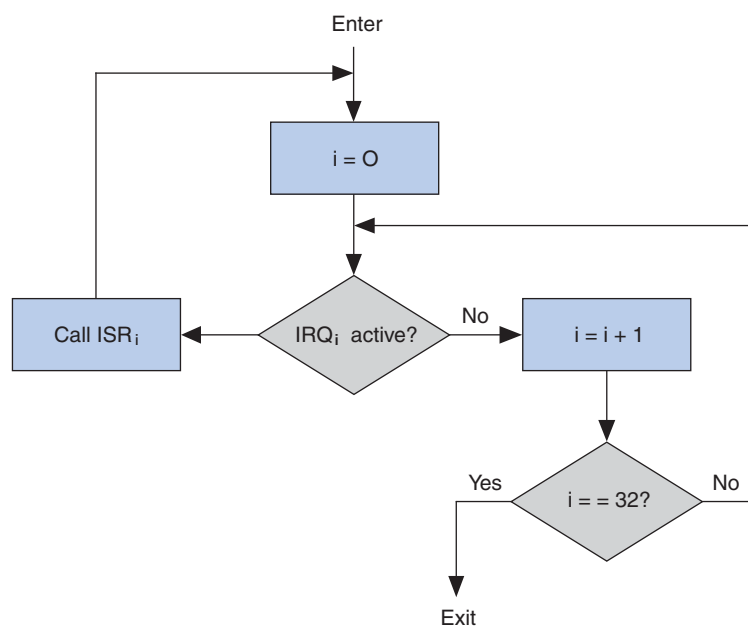 Enter
i = O
Call ISRi
IRQi active?
No
i = i + 1
Yes
i = = 32?
No
Exit